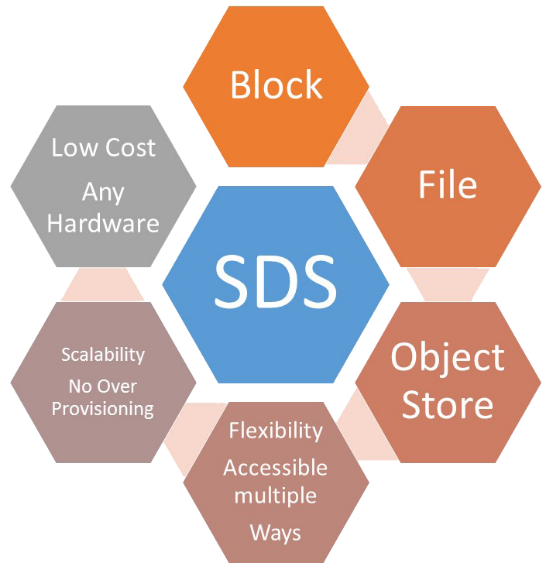 Block
File
Object
Store
Flexibility
Accessible
multiple
Ways
Scalability
No Over
Provisioning
Low Cost
Any
Hardware
SDS